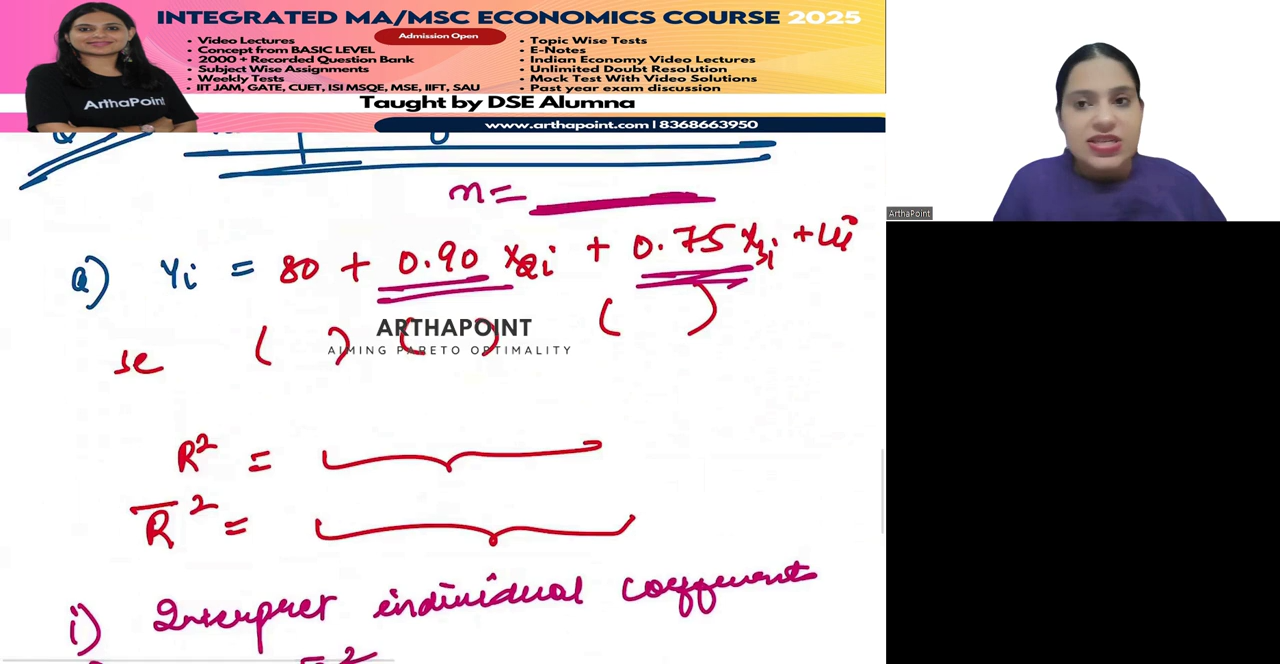 INTEGRATED MA/MSC ECONOMICS COURSE 2025
Admission Open
• Video Lectures
• Concept from BASIC LEVEL
• 2000 + Recorded Question Bank
• Subject Wise Assignments
• Weekly Tests
• IIT JAM, GATE, CUET, ISI MSQE, MSE, IIFT, SAU
• Topic Wise Tests
• E-Notes
• Indian Economy Video Lectures
• Unlimited Doubt Resolution
• Mock Test With Video Solutions
• Past year exam discussion
ArthaPoint
Taught by DSE Alumna
www.arthapoint.com | 8368663950
ArthaPoint
n =
a) Yi = 80 + 0.90 X2i + 0.75 X3i + ui
se ( ) ( ) ( )
ARTHAPOINT
AIMING PARETO OPTIMALITY
R² =
R̅² =
i) Interpret individual coefficients